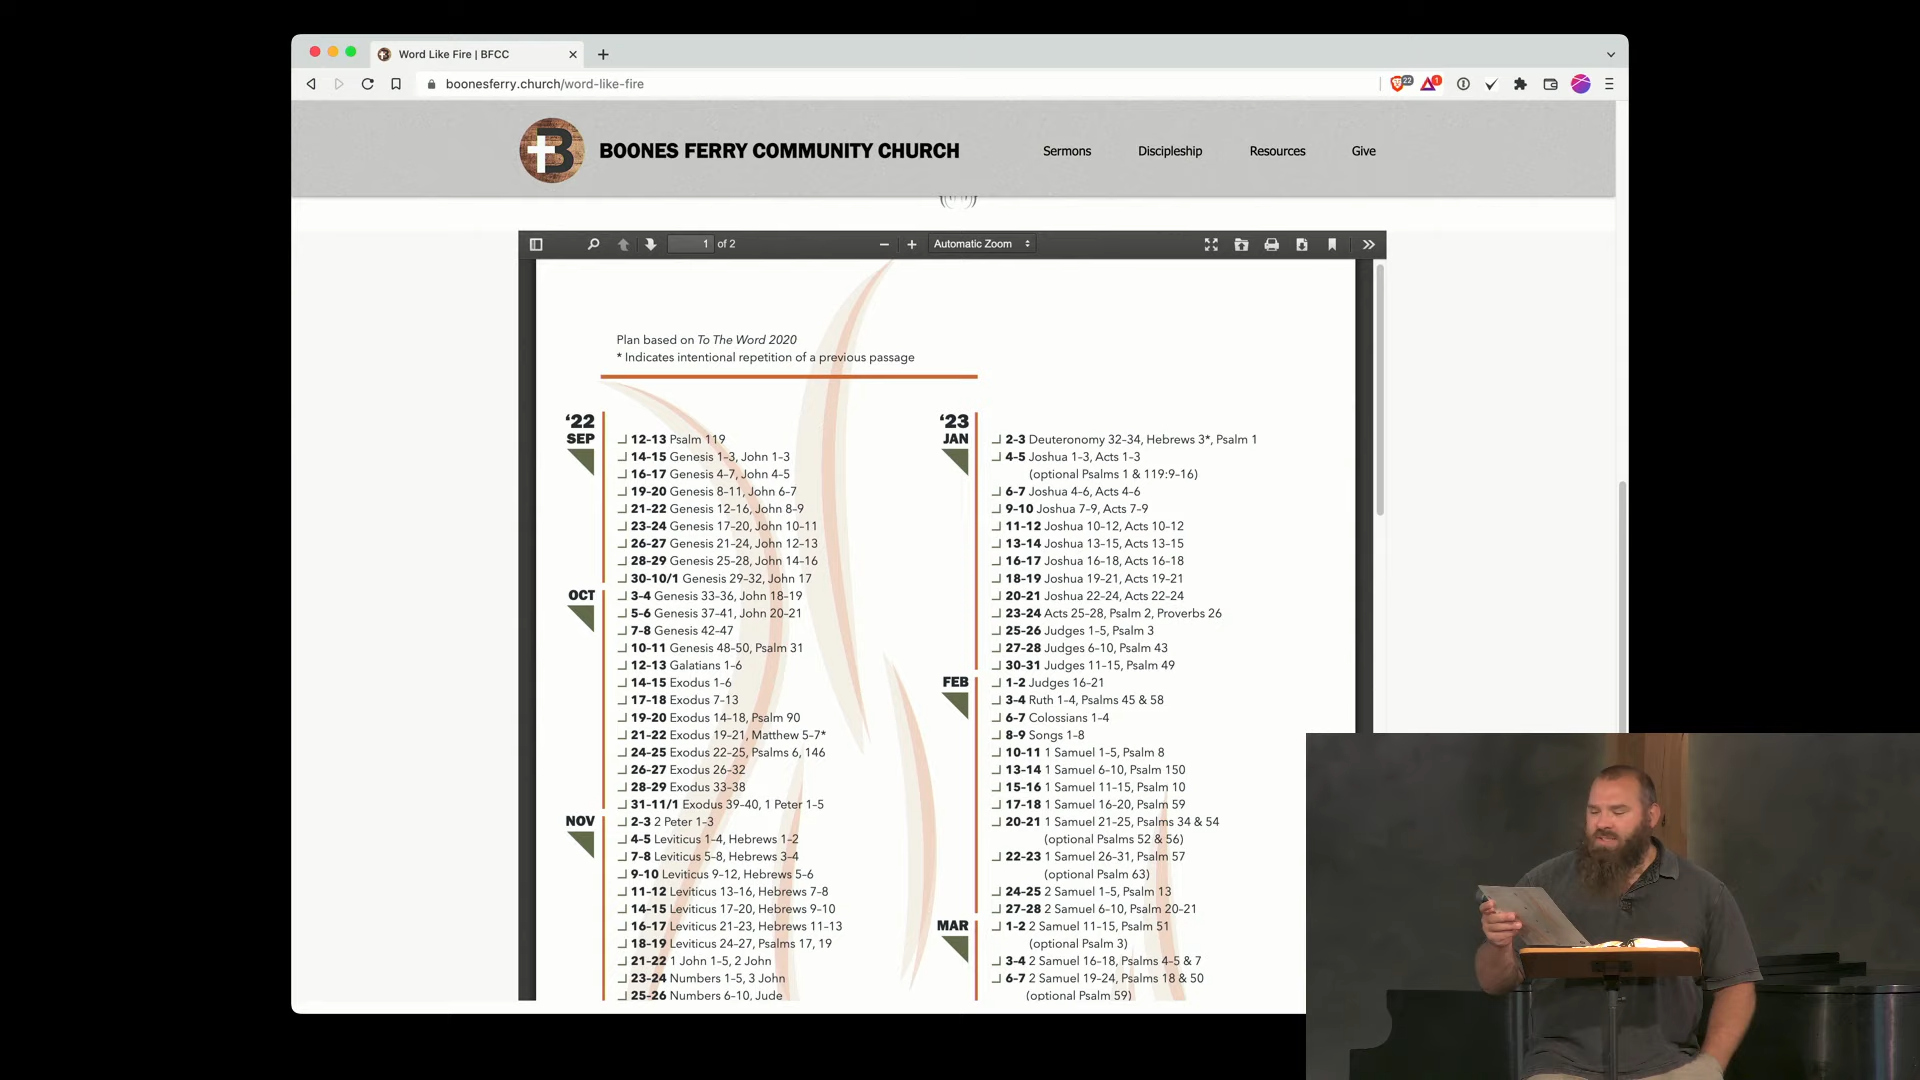 Word Like Fire | BFCC
boonesferry.church/word-like-fire
22
1
B
BOONES FERRY COMMUNITY CHURCH
Sermons
Discipleship
Resources
Give
1 of 2
Automatic Zoom
Plan based on To The Word 2020
* Indicates intentional repetition of a previous passage
‘22
SEP
12-13 Psalm 119
14-15 Genesis 1-3, John 1-3
16-17 Genesis 4-7, John 4-5
19-20 Genesis 8-11, John 6-7
21-22 Genesis 12-16, John 8-9
23-24 Genesis 17-20, John 10-11
26-27 Genesis 21-24, John 12-13
28-29 Genesis 25-28, John 14-16
30-10/1 Genesis 29-32, John 17
OCT
3-4 Genesis 33-36, John 18-19
5-6 Genesis 37-41, John 20-21
7-8 Genesis 42-47
10-11 Genesis 48-50, Psalm 31
12-13 Galatians 1-6
14-15 Exodus 1-6
17-18 Exodus 7-13
19-20 Exodus 14-18, Psalm 90
21-22 Exodus 19-21, Matthew 5-7*
24-25 Exodus 22-25, Psalms 6, 146
26-27 Exodus 26-32
28-29 Exodus 33-38
31-11/1 Exodus 39-40, 1 Peter 1-5
NOV
2-3 2 Peter 1-3
4-5 Leviticus 1-4, Hebrews 1-2
7-8 Leviticus 5-8, Hebrews 3-4
9-10 Leviticus 9-12, Hebrews 5-6
11-12 Leviticus 13-16, Hebrews 7-8
14-15 Leviticus 17-20, Hebrews 9-10
16-17 Leviticus 21-23, Hebrews 11-13
18-19 Leviticus 24-27, Psalms 17, 19
21-22 1 John 1-5, 2 John
23-24 Numbers 1-5, 3 John
25-26 Numbers 6-10, Jude
‘23
JAN
2-3 Deuteronomy 32-34, Hebrews 3*, Psalm 1
4-5 Joshua 1-3, Acts 1-3
(optional Psalms 1 & 119:9-16)
6-7 Joshua 4-6, Acts 4-6
9-10 Joshua 7-9, Acts 7-9
11-12 Joshua 10-12, Acts 10-12
13-14 Joshua 13-15, Acts 13-15
16-17 Joshua 16-18, Acts 16-18
18-19 Joshua 19-21, Acts 19-21
20-21 Joshua 22-24, Acts 22-24
23-24 Acts 25-28, Psalm 2, Proverbs 26
25-26 Judges 1-5, Psalm 3
27-28 Judges 6-10, Psalm 43
30-31 Judges 11-15, Psalm 49
FEB
1-2 Judges 16-21
3-4 Ruth 1-4, Psalms 45 & 58
6-7 Colossians 1-4
8-9 Songs 1-8
10-11 1 Samuel 1-5, Psalm 8
13-14 1 Samuel 6-10, Psalm 150
15-16 1 Samuel 11-15, Psalm 10
17-18 1 Samuel 16-20, Psalm 59
20-21 1 Samuel 21-25, Psalms 34 & 54
(optional Psalms 52 & 56)
22-23 1 Samuel 26-31, Psalm 57
(optional Psalm 63)
24-25 2 Samuel 1-5, Psalm 13
27-28 2 Samuel 6-10, Psalm 20-21
MAR
1-2 2 Samuel 11-15, Psalm 51
(optional Psalm 3)
3-4 2 Samuel 16-18, Psalms 4-5 & 7
6-7 2 Samuel 19-24, Psalms 18 & 50
(optional Psalm 59)